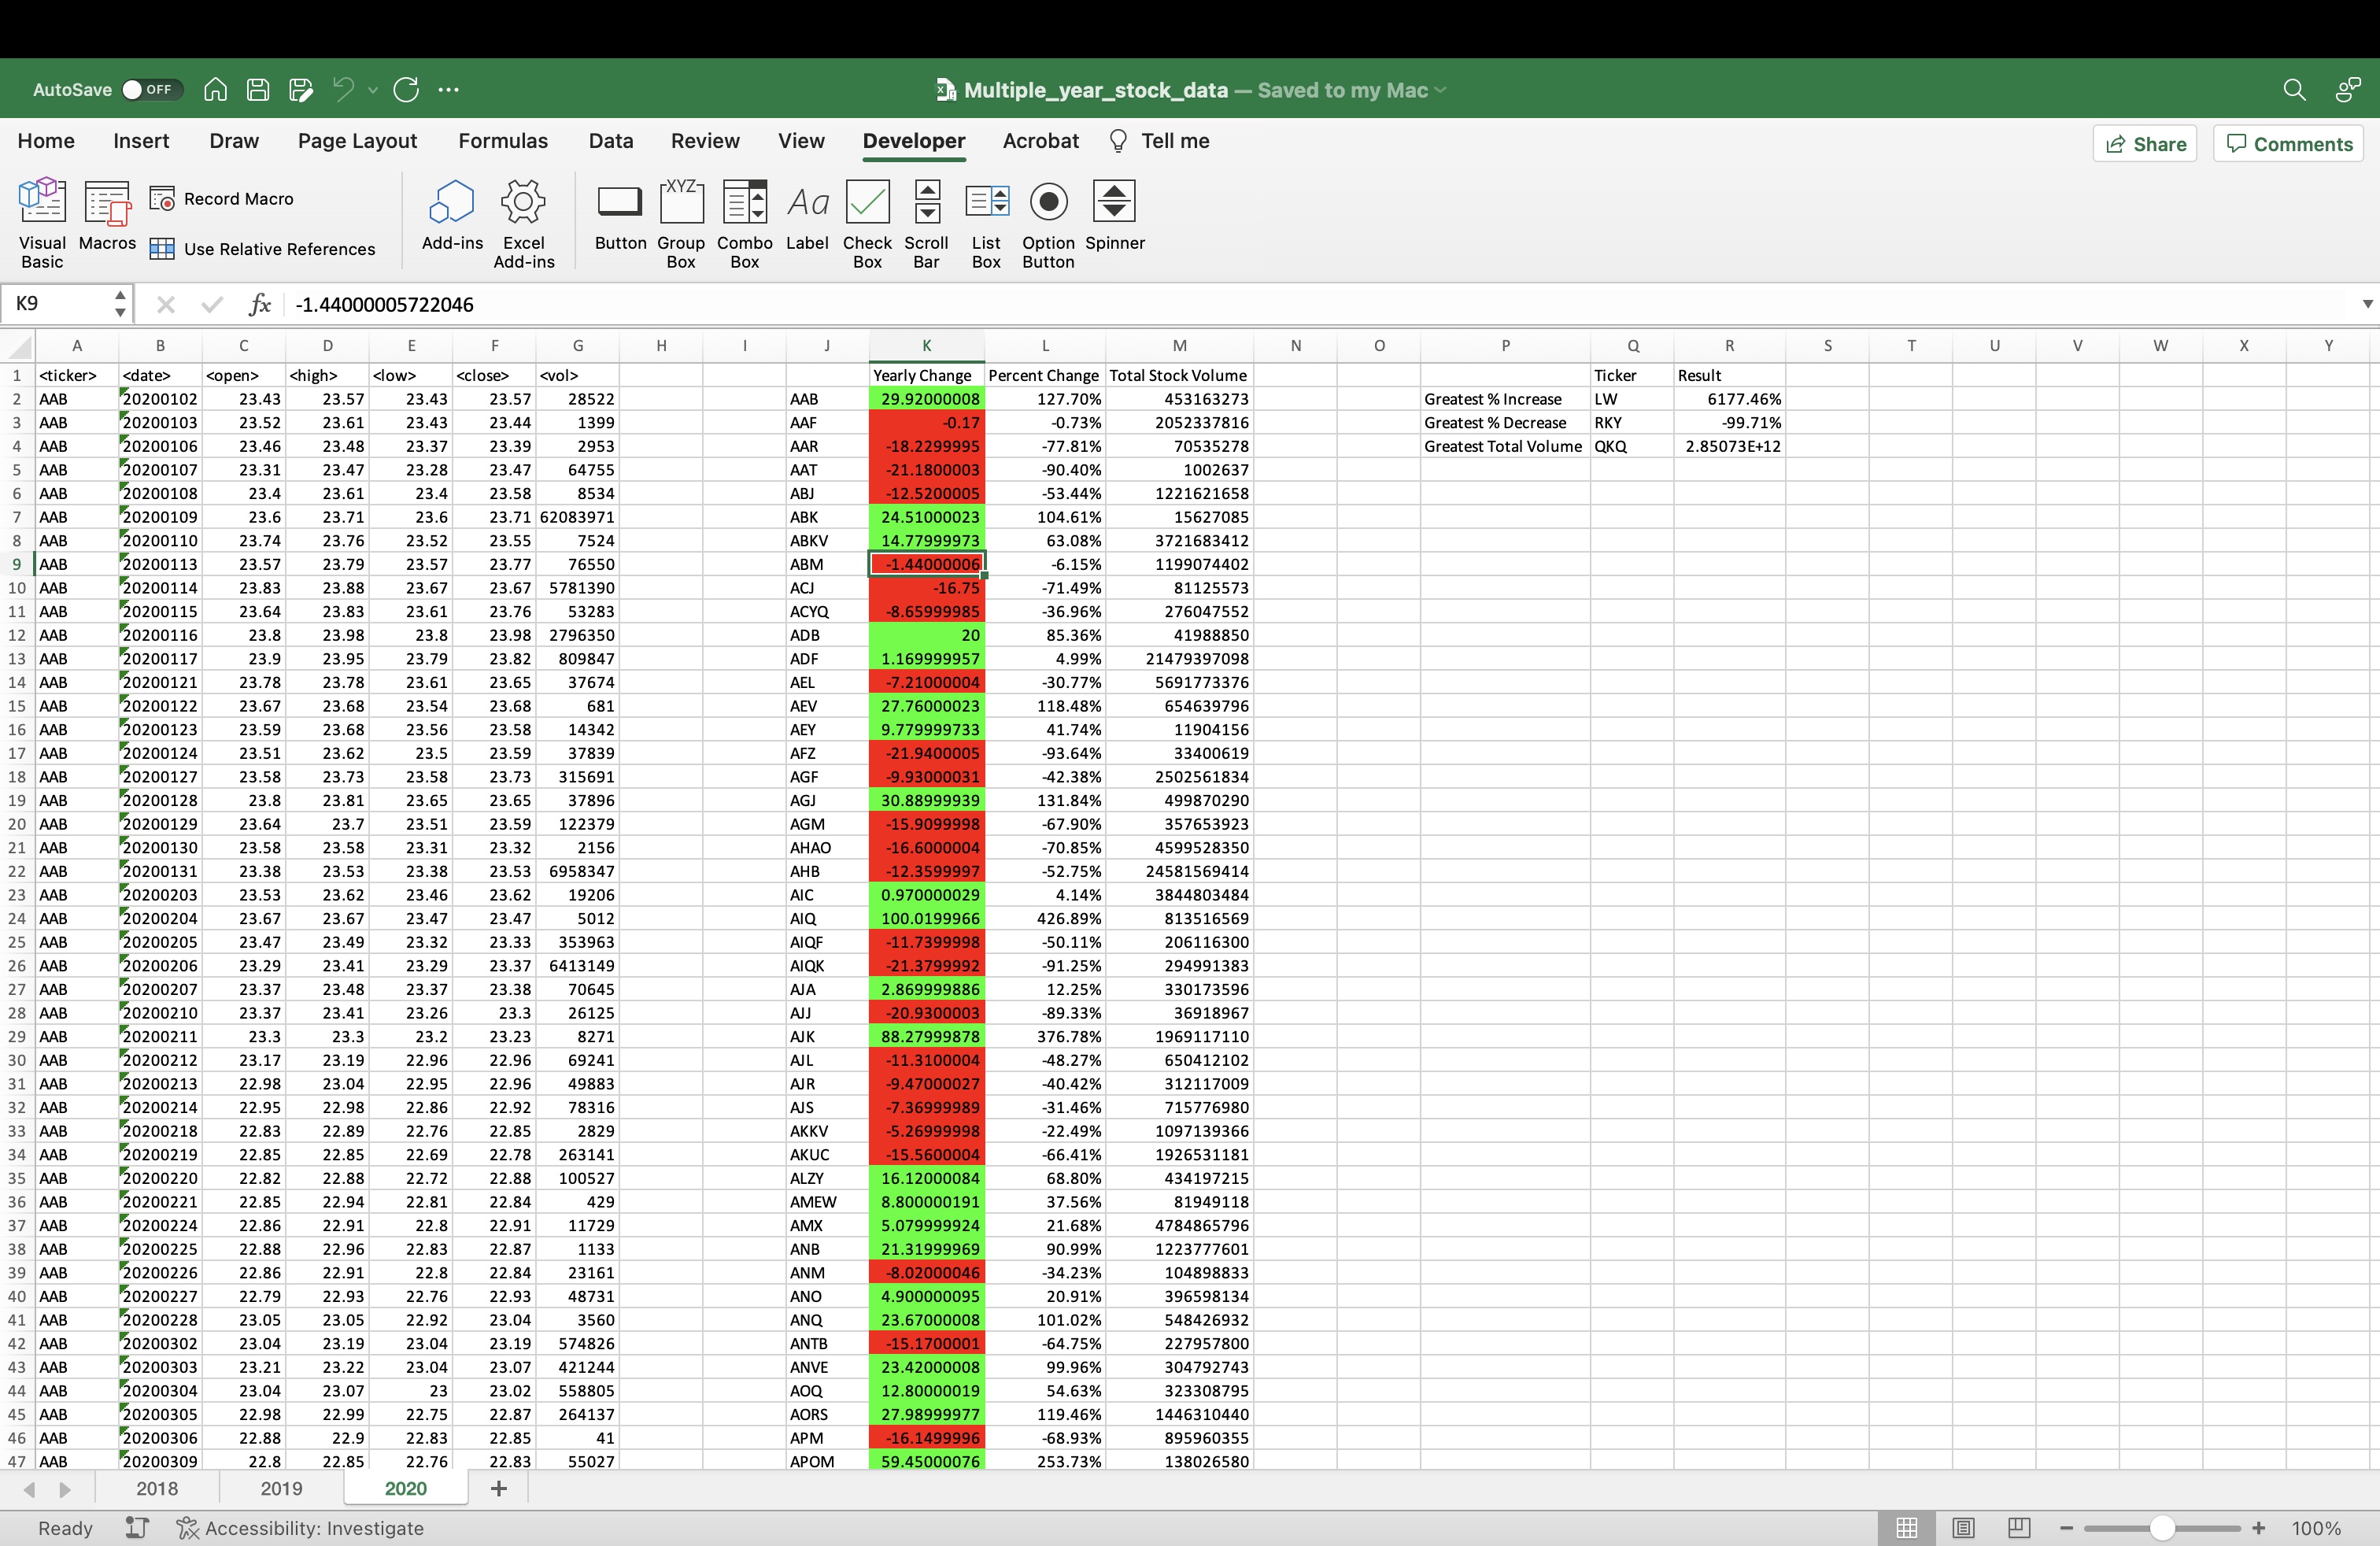 AutoSave OFF Multiple_year_stock_data — Saved to my Mac
Home Insert Draw Page Layout Formulas Data Review View Developer Acrobat Tell me Share Comments
Visual Basic Macros Record Macro Use Relative References Add-ins Excel Add-ins Button XYZ Group Box Combo Box Aa Label Check Box Scroll Bar List Box Option Button Spinner
K9 fx -1.44000005722046
A B C D E F G H I J K L M N O P Q R S T U V W X Y
1 <ticker> <date> <open> <high> <low> <close> <vol> Yearly Change Percent Change Total Stock Volume Ticker Result
2 AAB 20200102 23.43 23.57 23.43 23.57 28522 AAB 29.92000008 127.70% 453163273 Greatest % Increase LW 6177.46%
3 AAB 20200103 23.52 23.61 23.43 23.44 1399 AAF -0.17 -0.73% 2052337816 Greatest % Decrease RKY -99.71%
4 AAB 20200106 23.46 23.48 23.37 23.39 2953 AAR -18.2299995 -77.81% 70535278 Greatest Total Volume QKQ 2.85073E+12
5 AAB 20200107 23.31 23.47 23.28 23.47 64755 AAT -21.1800003 -90.40% 1002637
6 AAB 20200108 23.4 23.61 23.4 23.58 8534 ABJ -12.5200005 -53.44% 1221621658
7 AAB 20200109 23.6 23.71 23.6 23.71 62083971 ABK 24.51000023 104.61% 15627085
8 AAB 20200110 23.74 23.76 23.52 23.55 7524 ABKV 14.77999973 63.08% 3721683412
9 AAB 20200113 23.57 23.79 23.57 23.77 76550 ABM -1.44000006 -6.15% 1199074402
10 AAB 20200114 23.83 23.88 23.67 23.67 5781390 ACJ -16.75 -71.49% 81125573
11 AAB 20200115 23.64 23.83 23.61 23.76 53283 ACYQ -8.65999985 -36.96% 276047552
12 AAB 20200116 23.8 23.98 23.8 23.98 2796350 ADB 20 85.36% 41988850
13 AAB 20200117 23.9 23.95 23.79 23.82 809847 ADF 1.169999957 4.99% 21479397098
14 AAB 20200121 23.78 23.78 23.61 23.65 37674 AEL -7.21000004 -30.77% 5691773376
15 AAB 20200122 23.67 23.68 23.54 23.68 681 AEV 27.76000023 118.48% 654639796
16 AAB 20200123 23.59 23.68 23.56 23.58 14342 AEY 9.779999733 41.74% 11904156
17 AAB 20200124 23.51 23.62 23.5 23.59 37839 AFZ -21.9400005 -93.64% 33400619
18 AAB 20200127 23.58 23.73 23.58 23.73 315691 AGF -9.93000031 -42.38% 2502561834
19 AAB 20200128 23.8 23.81 23.65 23.65 37896 AGJ 30.88999939 131.84% 499870290
20 AAB 20200129 23.64 23.7 23.51 23.59 122379 AGM -15.9099998 -67.90% 357653923
21 AAB 20200130 23.58 23.58 23.31 23.32 2156 AHAO -16.6000004 -70.85% 4599528350
22 AAB 20200131 23.38 23.53 23.38 23.53 6958347 AHB -12.3599997 -52.75% 24581569414
23 AAB 20200203 23.53 23.62 23.46 23.62 19206 AIC 0.970000029 4.14% 3844803484
24 AAB 20200204 23.67 23.67 23.47 23.47 5012 AIQ 100.0199966 426.89% 813516569
25 AAB 20200205 23.47 23.49 23.32 23.33 353963 AIQF -11.7399998 -50.11% 206116300
26 AAB 20200206 23.29 23.41 23.29 23.37 6413149 AIQK -21.3799992 -91.25% 294991383
27 AAB 20200207 23.37 23.48 23.37 23.38 70645 AJA 2.869999886 12.25% 330173596
28 AAB 20200210 23.37 23.41 23.26 23.3 26125 AJJ -20.9300003 -89.33% 36918967
29 AAB 20200211 23.3 23.3 23.2 23.23 8271 AJK 88.27999878 376.78% 1969117110
30 AAB 20200212 23.17 23.19 22.96 22.96 69241 AJL -11.3100004 -48.27% 650412102
31 AAB 20200213 22.98 23.04 22.95 22.96 49883 AJR -9.47000027 -40.42% 312117009
32 AAB 20200214 22.95 22.98 22.86 22.92 78316 AJS -7.36999989 -31.46% 715776980
33 AAB 20200218 22.83 22.89 22.76 22.85 2829 AKKV -5.26999998 -22.49% 1097139366
34 AAB 20200219 22.85 22.85 22.69 22.78 263141 AKUC -15.5600004 -66.41% 1926531181
35 AAB 20200220 22.82 22.88 22.72 22.88 100527 ALZY 16.12000084 68.80% 434197215
36 AAB 20200221 22.85 22.94 22.81 22.84 429 AMEW 8.800000191 37.56% 81949118
37 AAB 20200224 22.86 22.91 22.8 22.91 11729 AMX 5.079999924 21.68% 4784865796
38 AAB 20200225 22.88 22.96 22.83 22.87 1133 ANB 21.31999969 90.99% 1223777601
39 AAB 20200226 22.86 22.91 22.8 22.84 23161 ANM -8.02000046 -34.23% 104898833
40 AAB 20200227 22.79 22.93 22.76 22.93 48731 ANO 4.900000095 20.91% 396598134
41 AAB 20200228 23.05 23.05 22.92 23.04 3560 ANQ 23.67000008 101.02% 548426932
42 AAB 20200302 23.04 23.19 23.04 23.19 574826 ANTB -15.1700001 -64.75% 227957800
43 AAB 20200303 23.21 23.22 23.04 23.07 421244 ANVE 23.42000008 99.96% 304792743
44 AAB 20200304 23.04 23.07 23 23.02 558805 AOQ 12.80000019 54.63% 323308795
45 AAB 20200305 22.98 22.99 22.75 22.87 264137 AORS 27.98999977 119.46% 1446310440
46 AAB 20200306 22.88 22.9 22.83 22.85 41 APM -16.1499996 -68.93% 895960355
47 AAB 20200309 22.8 22.85 22.76 22.83 55027 APOM 59.45000076 253.73% 138026580
2018 2019 2020 +
Ready Accessibility: Investigate 100%